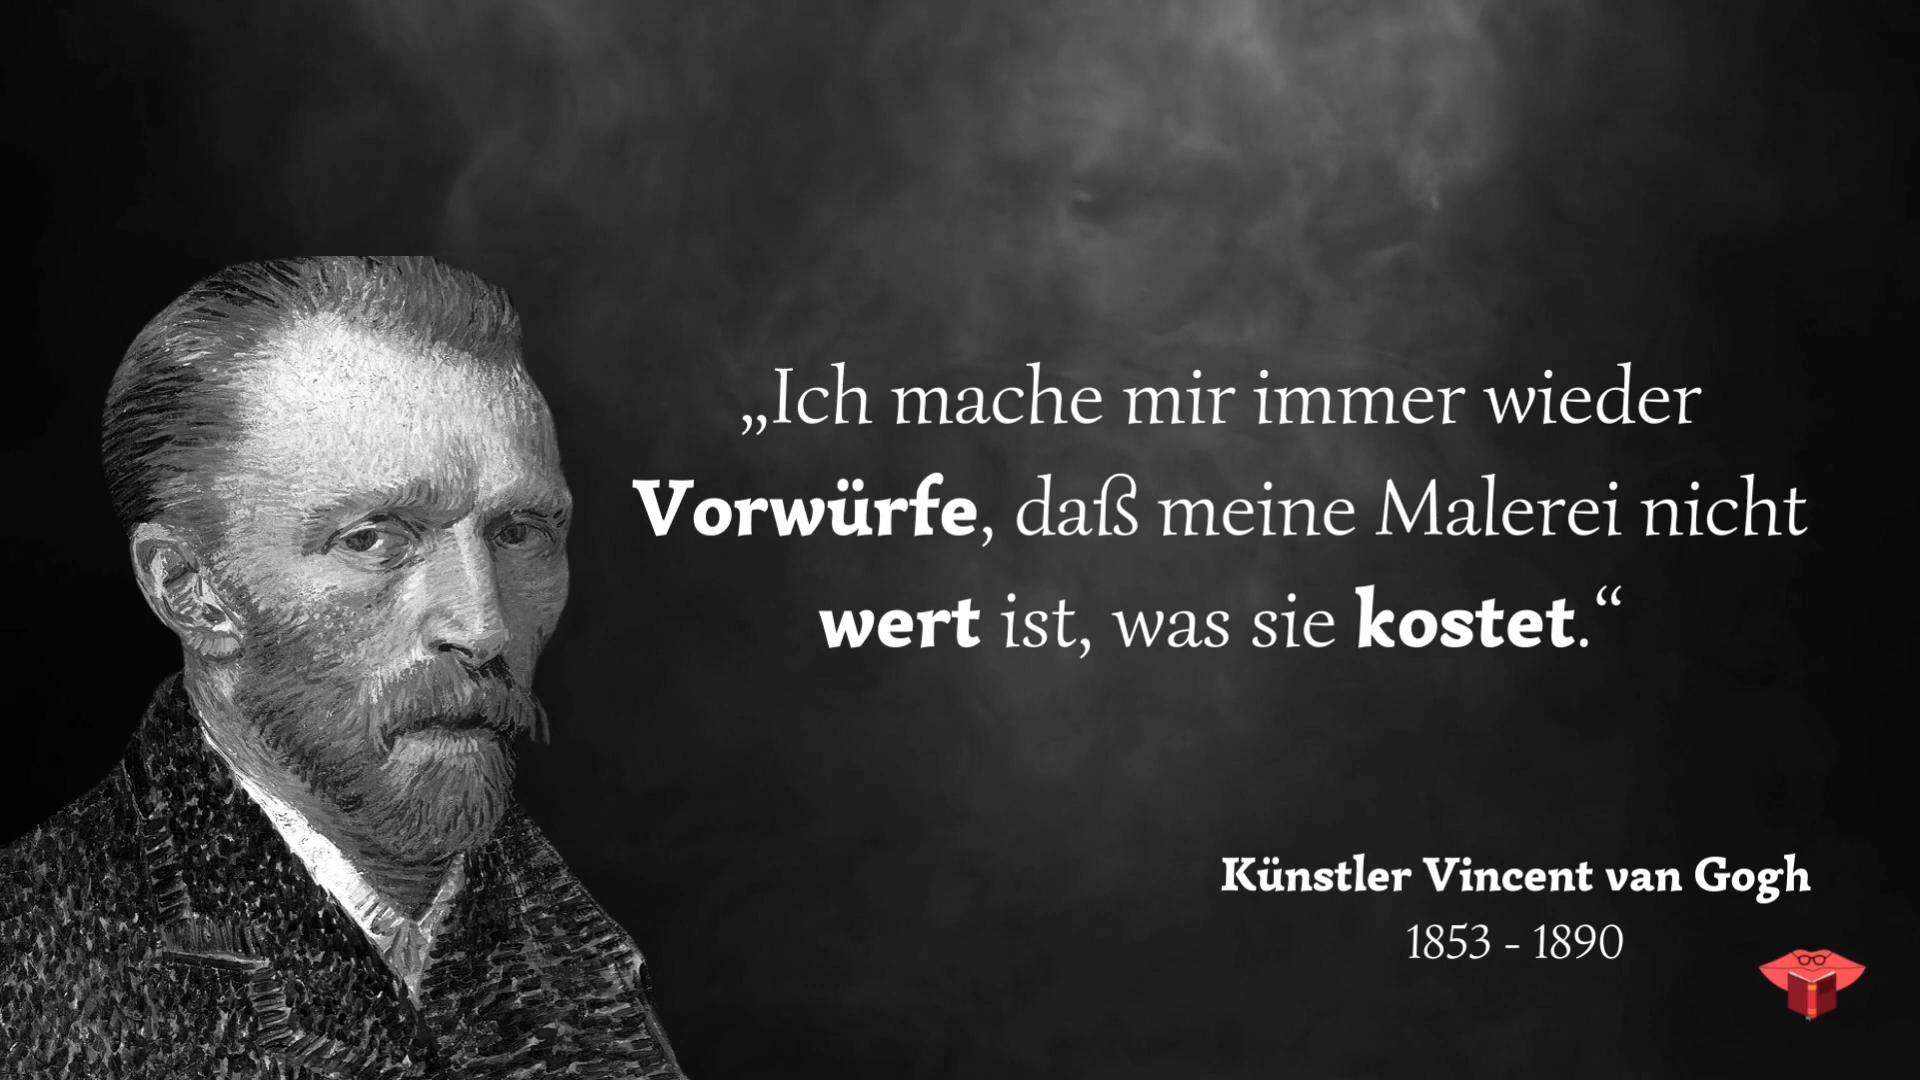 „Ich mache mir immer wieder
Vorwürfe, daß meine Malerei nicht
wert ist, was sie kostet.“
Künstler Vincent van Gogh
1853 - 1890